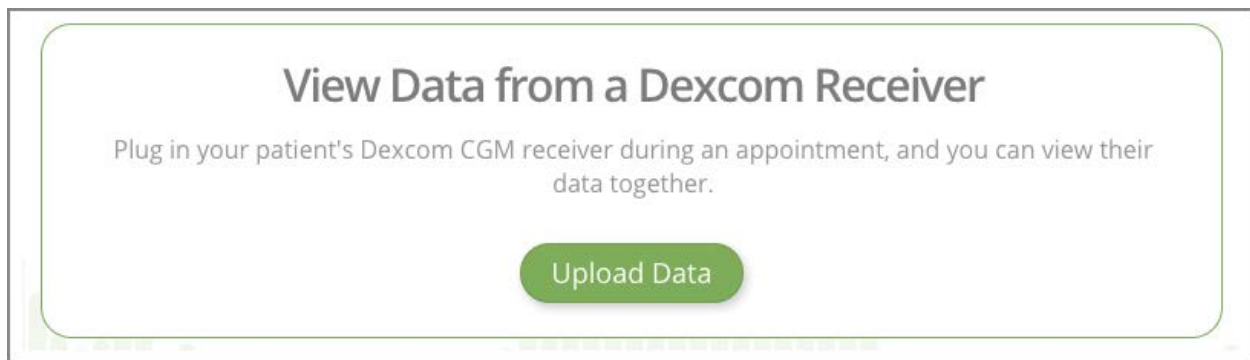 View Data from a Dexcom Receiver
Plug in your patient's Dexcom CGM receiver during an appointment, and you can view their
data together.
Upload Data